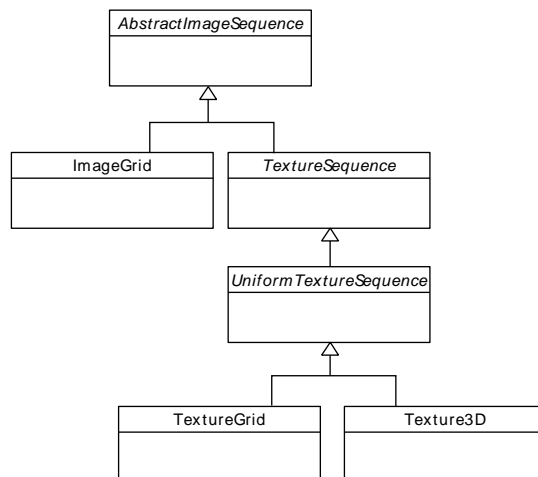 AbstractImageSequence
ImageGrid
TextureSequence
UniformTextureSequence
TextureGrid
Texture3D